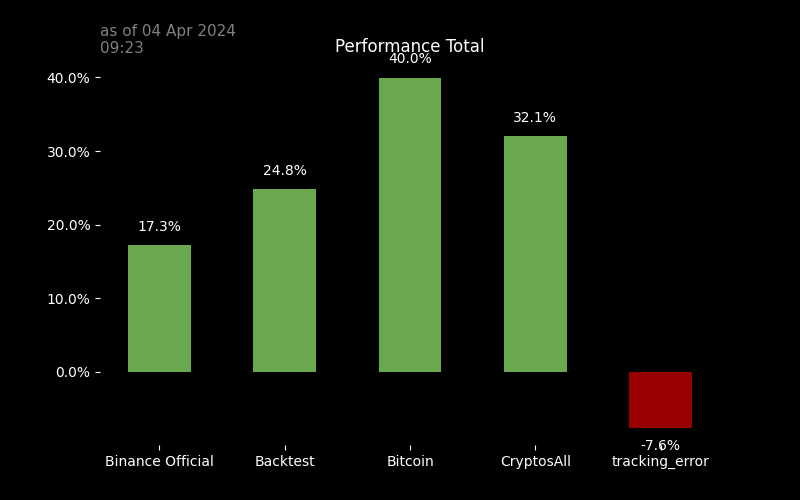 as of 04 Apr 2024
09:23
Performance Total
40.0%
40.0%
32.1%
30.0%
24.8%
20.0%
17.3%
10.0%
0.0%
-7.6%
Binance Official
Backtest
Bitcoin
CryptosAll
tracking_error